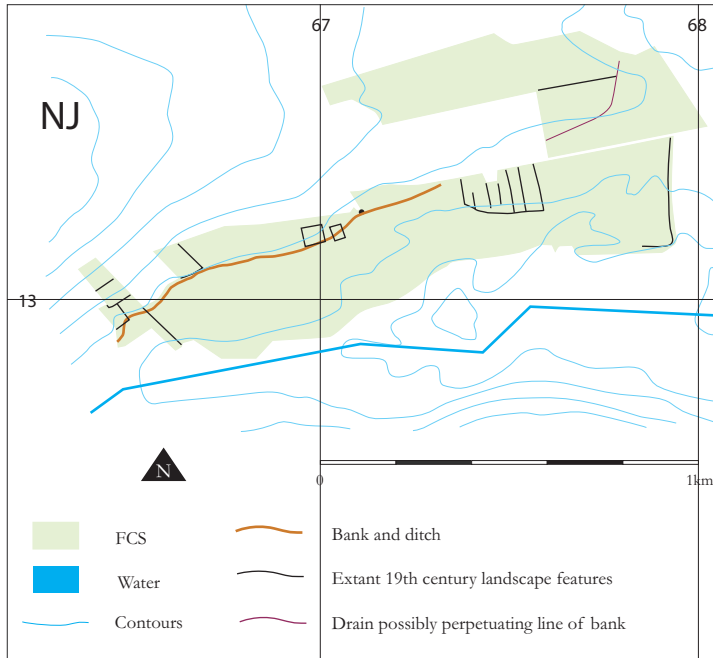 67 68
NJ
13
N
0 1km
FCS Bank and ditch
Water Extant 19th century landscape features
Contours Drain possibly perpetuating line of bank